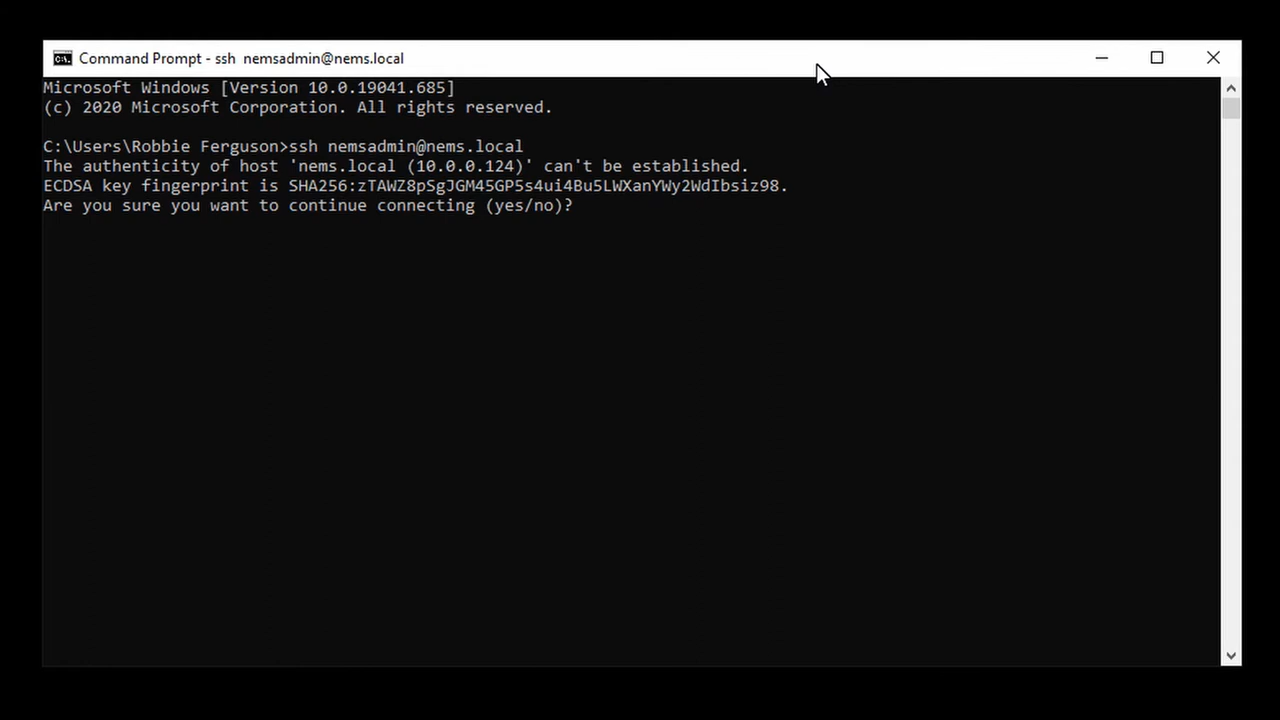 Command Prompt - ssh  nemsadmin@nems.local
Microsoft Windows [Version 10.0.19041.685]
(c) 2020 Microsoft Corporation. All rights reserved.
C:\Users\Robbie Ferguson>ssh nemsadmin@nems.local
The authenticity of host 'nems.local (10.0.0.124)' can't be established.
ECDSA key fingerprint is SHA256:zTAWZ8pSgJGM45GP5s4ui4Bu5LWXanYWy2WdIbsiz98.
Are you sure you want to continue connecting (yes/no)?